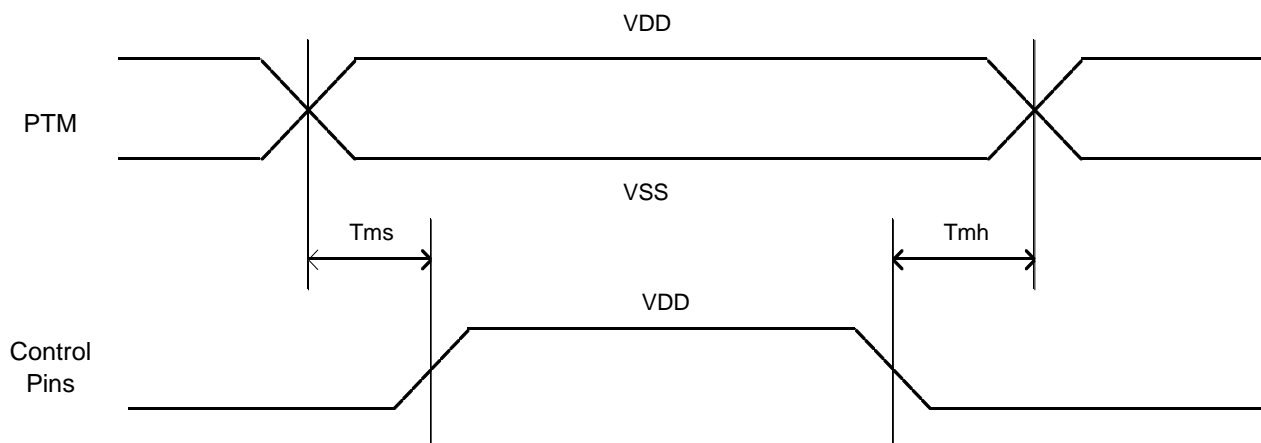 VDD
PTM
VSS
Tms
Tmh
VDD
Control
Pins